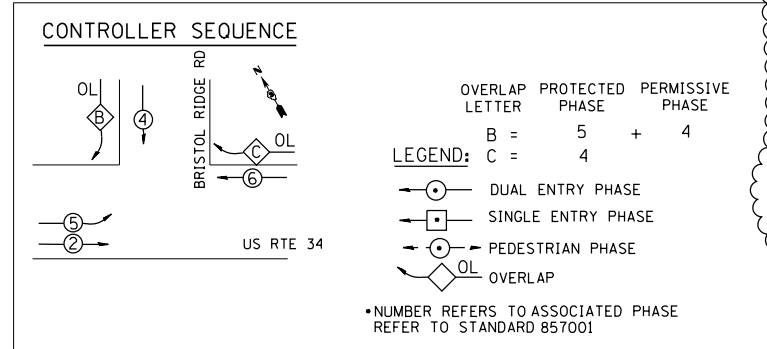 CONTROLLER SEQUENCE
OL
B
4
BRISTOL RIDGE RD
N
C
OL
6
5
2
US RTE 34
OVERLAP LETTER PROTECTED PHASE PERMISSIVE PHASE
B = 5 + 4
LEGEND: C = 4
DUAL ENTRY PHASE
SINGLE ENTRY PHASE
PEDESTRIAN PHASE
OL OVERLAP
•NUMBER REFERS TO ASSOCIATED PHASE
REFER TO STANDARD 857001